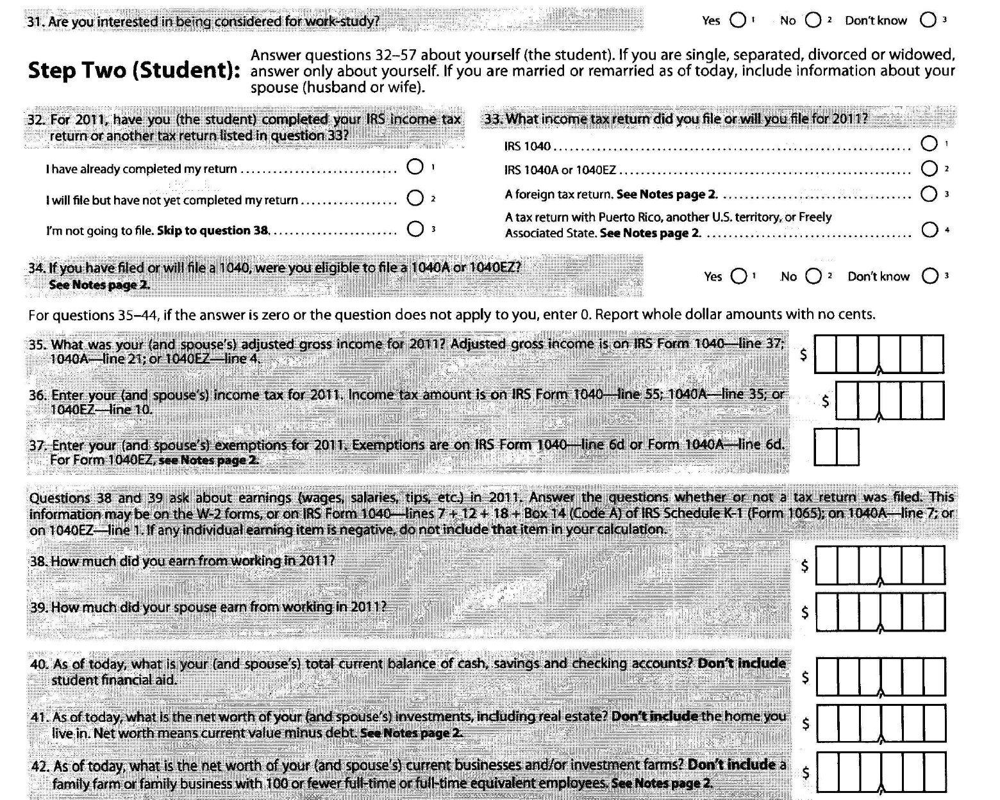 31. Are you interested in being considered for work-study? Yes ○ 1 No ○ 2 Don't know ○ 3
Step Two (Student):
Answer questions 32–57 about yourself (the student). If you are single, separated, divorced or widowed,
answer only about yourself. If you are married or remarried as of today, include information about your
spouse (husband or wife).
32. For 2011, have you (the student) completed your IRS income tax
return or another tax return listed in question 33?
I have already completed my return ............................ ○ 1
I will file but have not yet completed my return .................. ○ 2
I'm not going to file. Skip to question 38. ....................... ○ 3
33. What income tax return did you file or will you file for 2011?
IRS 1040 ................................................................ ○ 1
IRS 1040A or 1040EZ .................................................... ○ 2
A foreign tax return. See Notes page 2. .................................. ○ 3
A tax return with Puerto Rico, another U.S. territory, or Freely
Associated State. See Notes page 2. ..................................... ○ 4
34. If you have filed or will file a 1040, were you eligible to file a 1040A or 1040EZ?
See Notes page 2. Yes ○ 1 No ○ 2 Don't know ○ 3
For questions 35–44, if the answer is zero or the question does not apply to you, enter 0. Report whole dollar amounts with no cents.
35. What was your (and spouse's) adjusted gross income for 2011? Adjusted gross income is on IRS Form 1040—line 37;
1040A—line 21; or 1040EZ—line 4. $ ,
36. Enter your (and spouse's) income tax for 2011. Income tax amount is on IRS Form 1040—line 55; 1040A—line 35; or
1040EZ—line 10. $ ,
37. Enter your (and spouse's) exemptions for 2011. Exemptions are on IRS Form 1040—line 6d or Form 1040A—line 6d.
For Form 1040EZ, see Notes page 2.
Questions 38 and 39 ask about earnings (wages, salaries, tips, etc.) in 2011. Answer the questions whether or not a tax return was filed. This
information may be on the W-2 forms, or on IRS Form 1040—lines 7 + 12 + 18 + Box 14 (Code A) of IRS Schedule K-1 (Form 1065); on 1040A—line 7; or
on 1040EZ—line 1. If any individual earning item is negative, do not include that item in your calculation.
38. How much did you earn from working in 2011? $ ,
39. How much did your spouse earn from working in 2011? $ ,
40. As of today, what is your (and spouse's) total current balance of cash, savings and checking accounts? Don't include
student financial aid. $ ,
41. As of today, what is the net worth of your (and spouse's) investments, including real estate? Don't include the home you
live in. Net worth means current value minus debt. See Notes page 2. $ ,
42. As of today, what is the net worth of your (and spouse's) current businesses and/or investment farms? Don't include a
family farm or family business with 100 or fewer full-time or full-time equivalent employees. See Notes page 2. $ ,